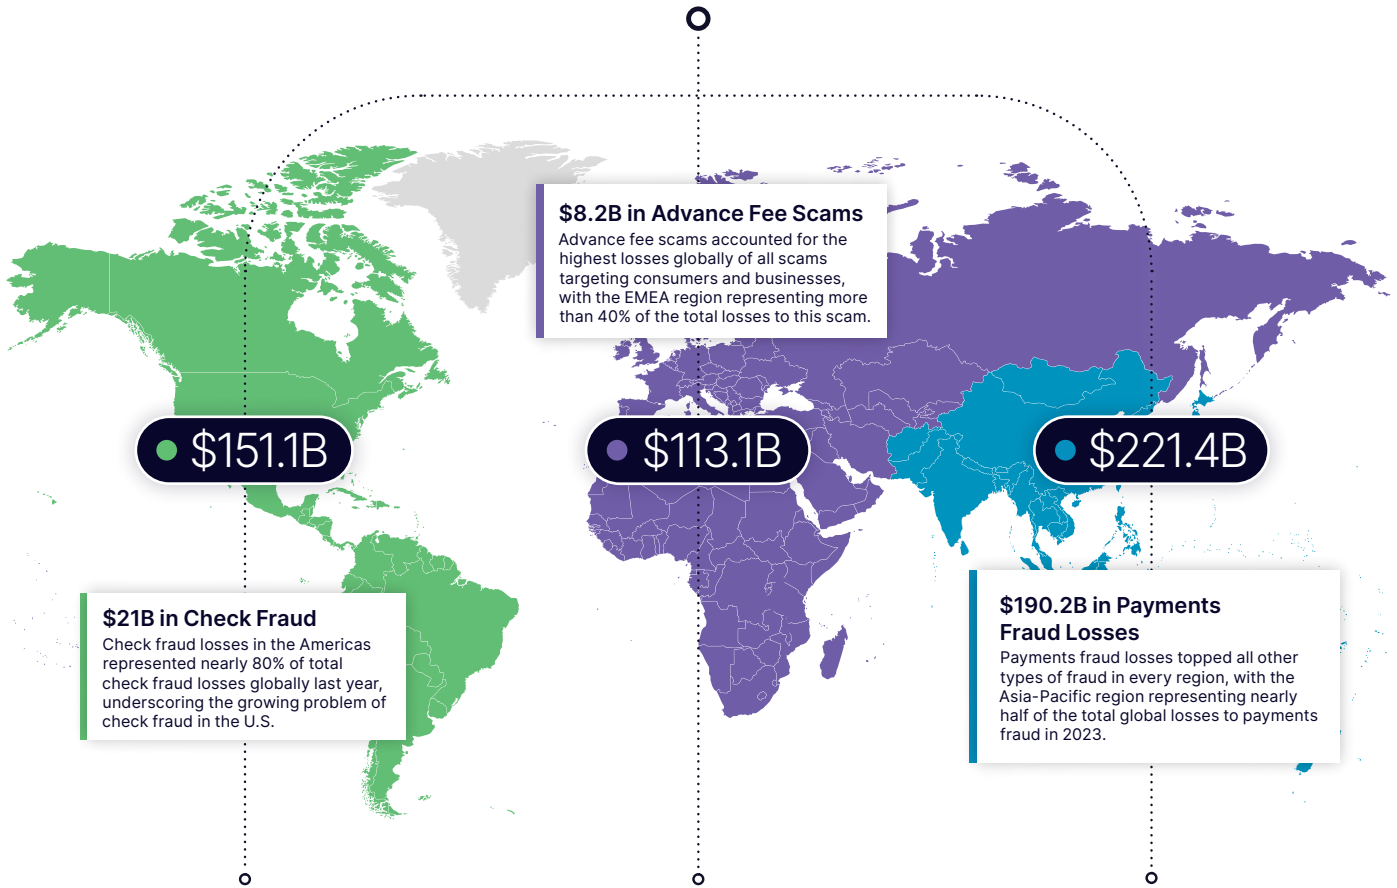 $8.2B in Advance Fee Scams
Advance fee scams accounted for the
highest losses globally of all scams
targeting consumers and businesses,
with the EMEA region representing more
than 40% of the total losses to this scam.
$151.1B
$113.1B
$221.4B
$21B in Check Fraud
Check fraud losses in the Americas
represented nearly 80% of total
check fraud losses globally last year,
underscoring the growing problem of
check fraud in the U.S.
$190.2B in Payments
Fraud Losses
Payments fraud losses topped all other
types of fraud in every region, with the
Asia-Pacific region representing nearly
half of the total global losses to payments
fraud in 2023.